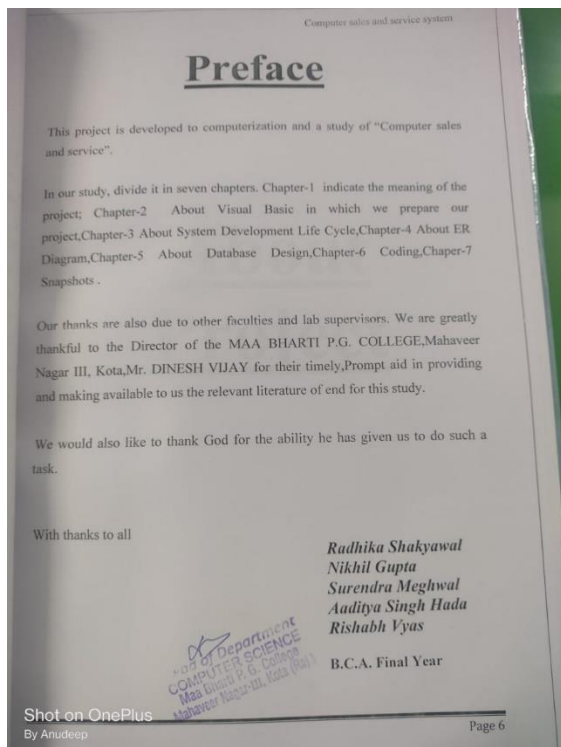 Computer sales and service system
Preface
This project is developed to computerization and a study of "Computer sales
and service".
In our study, divide it in seven chapters. Chapter-1 indicate the meaning of the
project; Chapter-2 About Visual Basic in which we prepare our
project,Chapter-3 About System Development Life Cycle,Chapter-4 About ER
Diagram,Chapter-5 About Database Design,Chapter-6 Coding,Chaper-7
Snapshots .
Our thanks are also due to other faculties and lab supervisors. We are greatly
thankful to the Director of the MAA BHARTI P.G. COLLEGE,Mahaveer
Nagar III, Kota,Mr. DINESH VIJAY for their timely,Prompt aid in providing
and making available to us the relevant literature of end for this study.
We would also like to thank God for the ability he has given us to do such a
task.
With thanks to all
Radhika Shakyawal
Nikhil Gupta
Surendra Meghwal
Aaditya Singh Hada
Rishabh Vyas
B.C.A. Final Year
of Department
COMPUTER SCIENCE
Maa Bharti P. G. College
Mahaveer Nagar-III, Kota (Raj.)
Shot on OnePlus
By Anudeep
Page 6